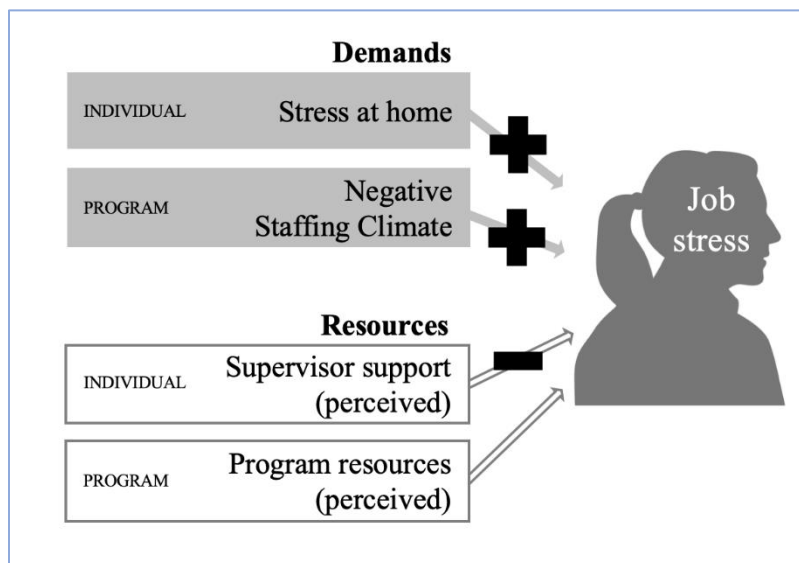 Demands
INDIVIDUAL Stress at home
PROGRAM Negative
Staffing Climate
Job
stress
Resources
INDIVIDUAL Supervisor support
(perceived)
PROGRAM Program resources
(perceived)